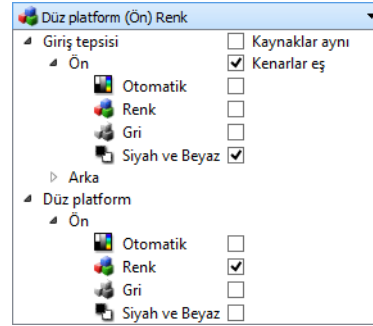 Düz platform (Ön) Renk
Giriş tepsisi Kaynaklar aynı
Ön Kenarlar eş
Otomatik
Renk
Gri
Siyah ve Beyaz
Arka
Düz platform
Ön
Otomatik
Renk
Gri
Siyah ve Beyaz